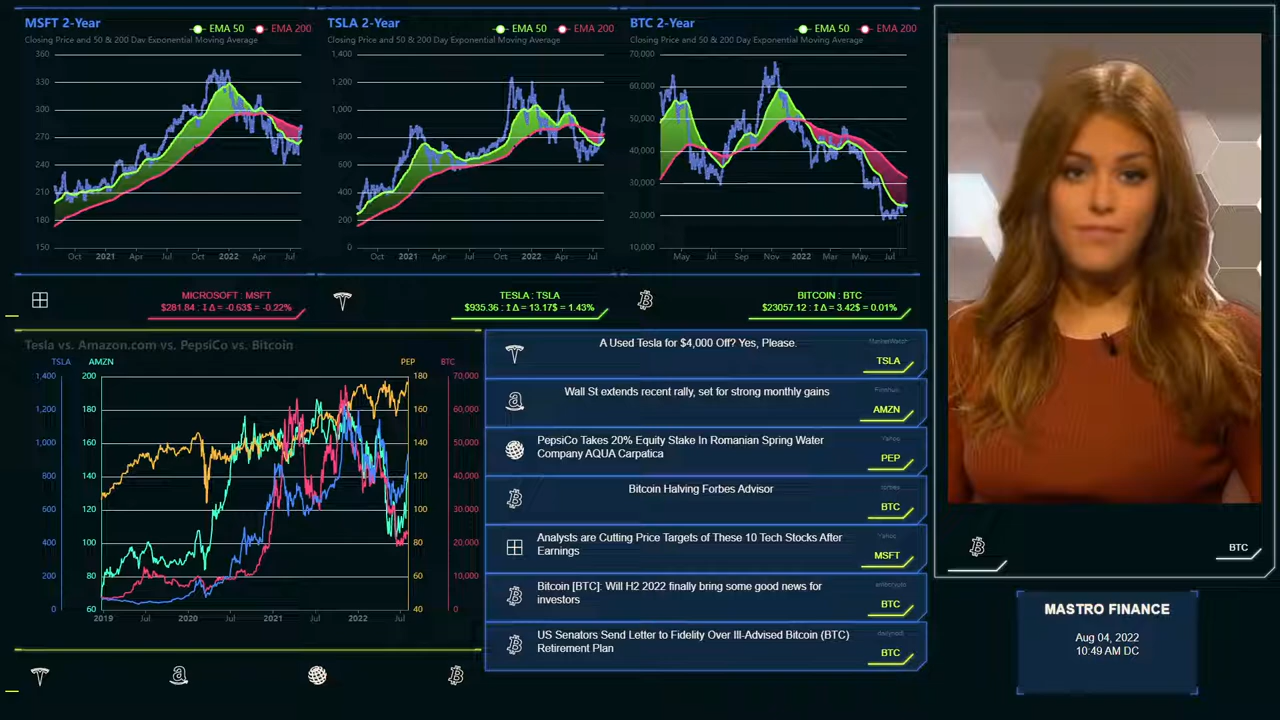 MSFT 2-Year
EMA 50
EMA 200
Closing Price and 50 & 200 Day Exponential Moving Average
360
330
300
270
240
210
180
150
Oct 2021 Apr Jul Oct 2022 Apr Jul
TSLA 2-Year
EMA 50
EMA 200
Closing Price and 50 & 200 Day Exponential Moving Average
1,400
1,200
1,000
800
600
400
200
0
Oct 2021 Apr Jul Oct 2022 Apr Jul
BTC 2-Year
EMA 50
EMA 200
Closing Price and 50 & 200 Day Exponential Moving Average
70,000
60,000
50,000
40,000
30,000
20,000
10,000
May Jul Sep Nov 2022 Mar May Jul
MICROSOFT : MSFT
$281.84 : 1 Δ = -0.63$ = -0.22%
TESLA : TSLA
$935.36 : 1 Δ = 13.17$ = 1.43%
BITCOIN : BTC
$23057.12 : 1 Δ = 3.42$ = 0.01%
Tesla vs. Amazon.com vs. PepsiCo vs. Bitcoin
TSLA AMZN PEP BTC
1,400 200 180 70,000
1,200 180 160 60,000
1,000 160 140 50,000
800 140 120 40,000
600 120 100 30,000
400 100 80 20,000
200 80 60 10,000
0 60 40 0
2019 Jul 2020 Jul 2021 Jul 2022 Jul
A Used Tesla for $4,000 Off? Yes, Please.
MarketWatch
TSLA
Wall St extends recent rally, set for strong monthly gains
AMZN
PepsiCo Takes 20% Equity Stake In Romanian Spring Water
Company AQUA Carpatica
Yahoo
PEP
Bitcoin Halving Forbes Advisor
BTC
Analysts are Cutting Price Targets of These 10 Tech Stocks After
Earnings
Yahoo
MSFT
Bitcoin [BTC]: Will H2 2022 finally bring some good news for
investors
BTC
US Senators Send Letter to Fidelity Over Ill-Advised Bitcoin (BTC)
Retirement Plan
BTC
BTC
MASTRO FINANCE
Aug 04, 2022
10:49 AM DC